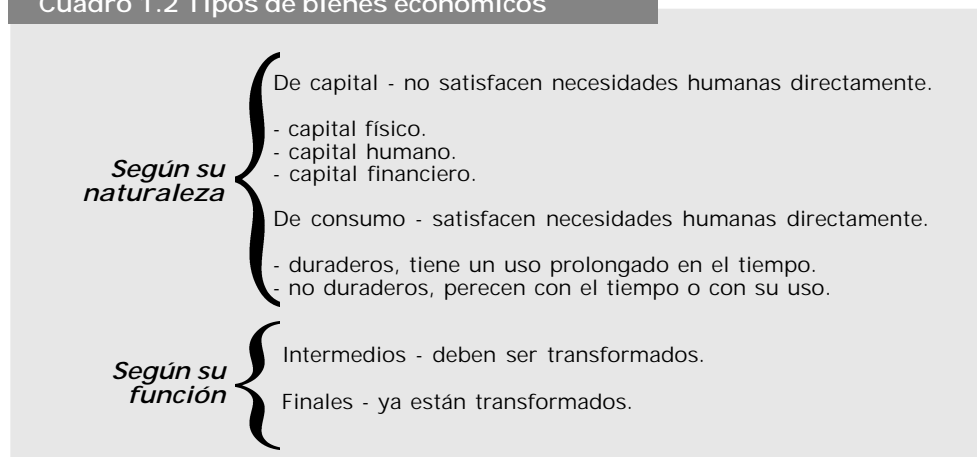 Cuadro 1.2 Tipos de bienes económicos
De capital - no satisfacen necesidades humanas directamente.
- capital físico.
- capital humano.
- capital financiero.
Según su
naturaleza
De consumo - satisfacen necesidades humanas directamente.
- duraderos, tiene un uso prolongado en el tiempo.
- no duraderos, perecen con el tiempo o con su uso.
Según su
función
Intermedios - deben ser transformados.
Finales - ya están transformados.